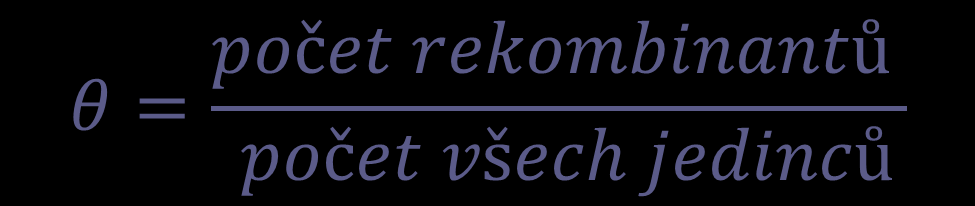 θ = počet rekombinantů
počet všech jedinců